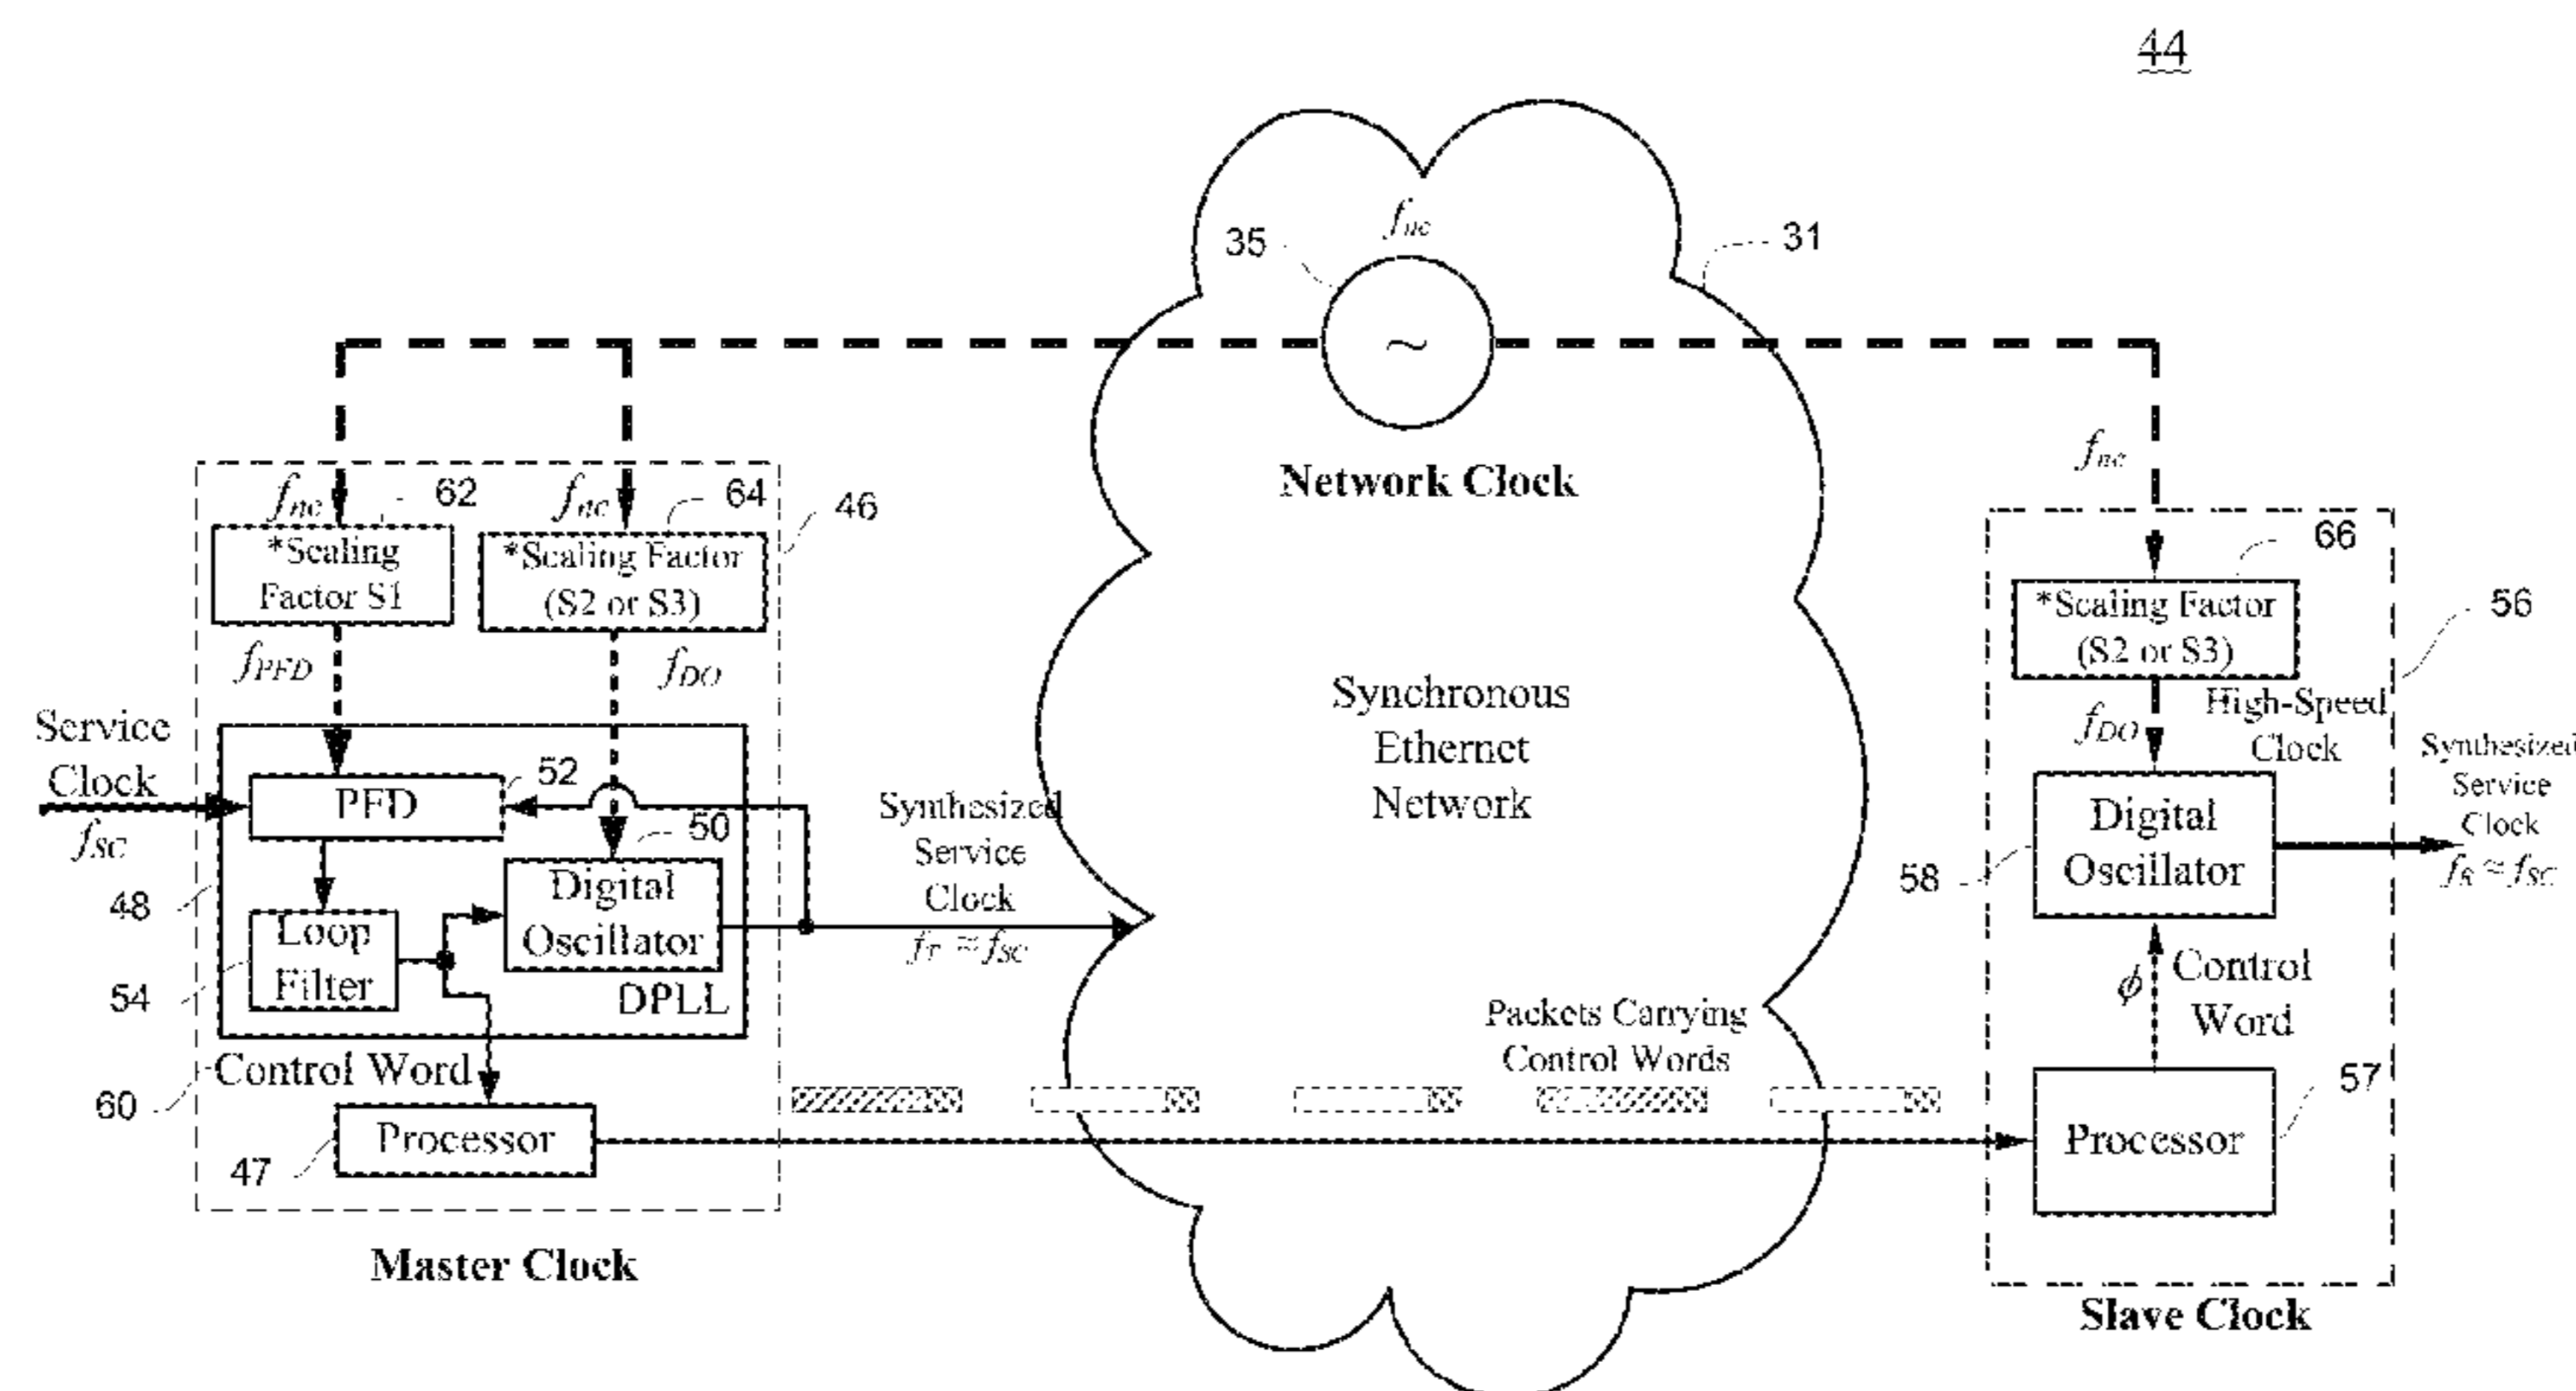 44
f_nc
35
31
f_nc
f_nc
f_nc
62
64
46
Network Clock
*Scaling
Factor S1
*Scaling Factor
(S2 or S3)
66
*Scaling Factor
(S2 or S3)
56
f_PFD
f_DO
Service
Clock
f_SC
Synchronous
Ethernet
Network
High-Speed
Clock
f_DO
Synthesized
Service
Clock
f_R ≈ f_SC
PFD
52
50
Synthesized
Service
Clock
f_T ≈ f_SC
Digital
Oscillator
58
48
Loop
Filter
Digital
Oscillator
DPLL
54
ϕ
Control
Word
Packets Carrying
Control Words
Control Word
60
Processor
47
Processor
57
Master Clock
Slave Clock
~